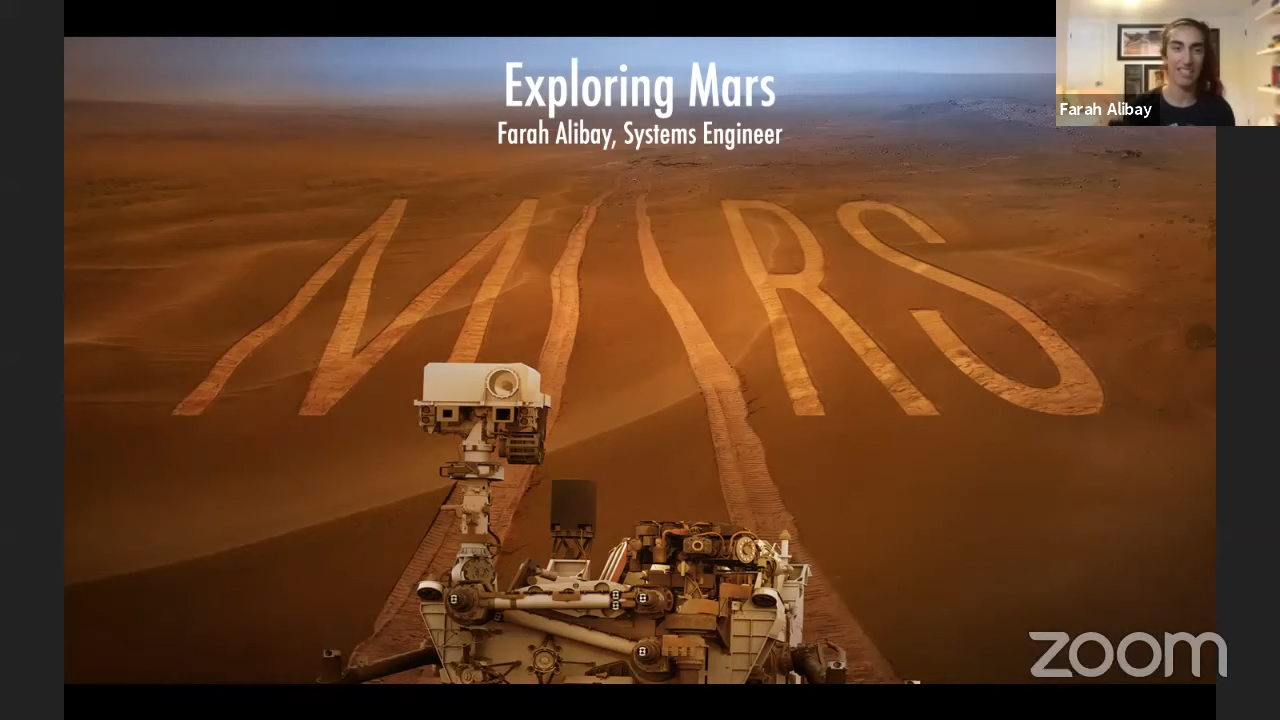 Exploring Mars
Farah Alibay, Systems Engineer
Farah Alibay
MARS
zoom